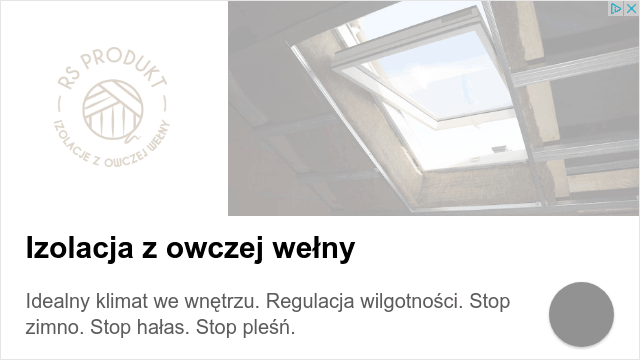 RS PRODUKT
IZOLACJE Z OWCZEJ WEŁNY
Izolacja z owczej wełny
Idealny klimat we wnętrzu. Regulacja wilgotności. Stop
zimno. Stop hałas. Stop pleśń.